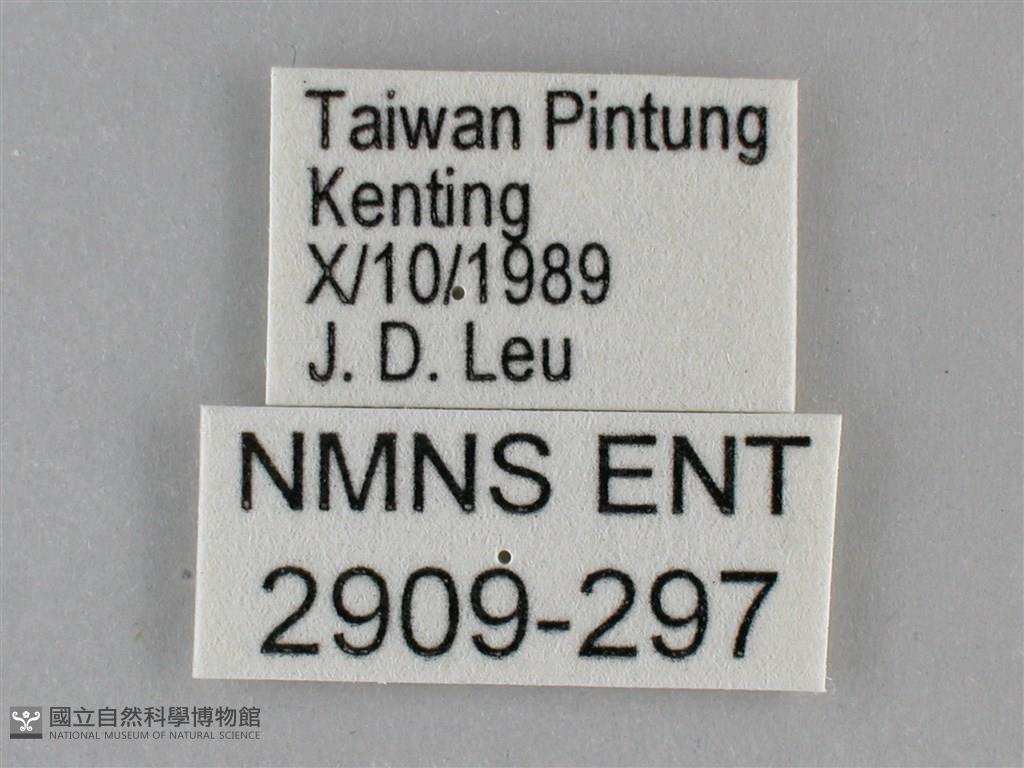 Taiwan Pintung
Kenting
X/10/1989
J. D. Leu
NMNS ENT
2909-297
國立自然科學博物館
NATIONAL MUSEUM OF NATURAL SCIENCE